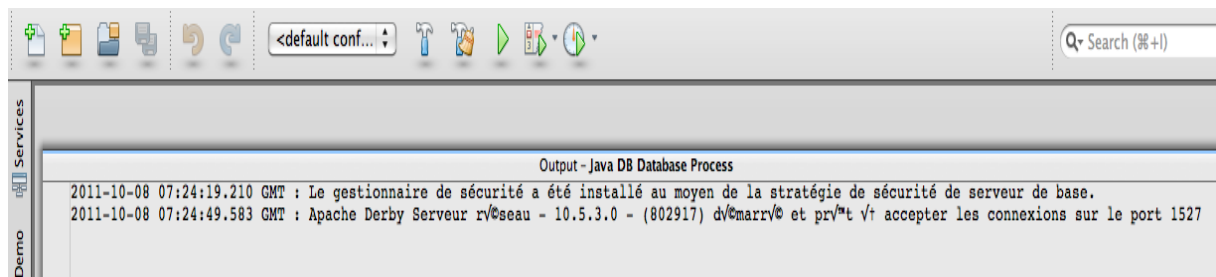 <default conf...
Search (⌘+I)
Services
Demo
Output - Java DB Database Process
2011-10-08 07:24:19.210 GMT : Le gestionnaire de sécurité a été installé au moyen de la stratégie de sécurité de serveur de base.
2011-10-08 07:24:49.583 GMT : Apache Derby Serveur r√©seau - 10.5.3.0 - (802917) d√©marr√© et pr√™t √† accepter les connexions sur le port 1527